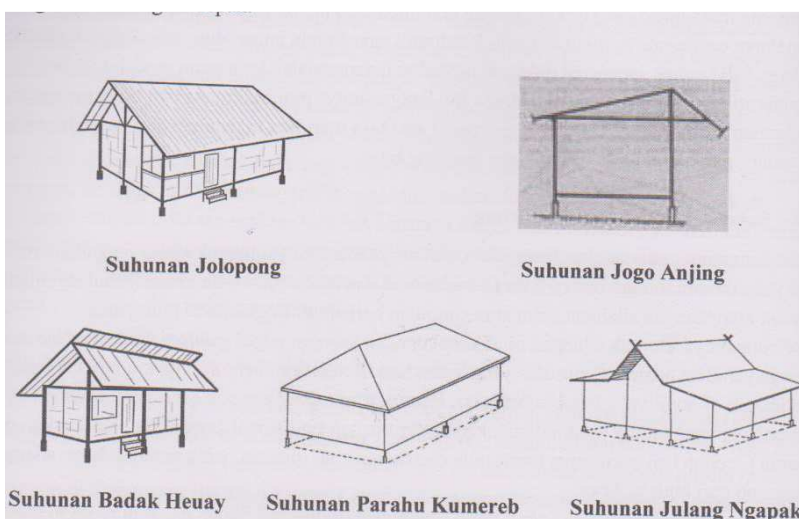 Suhunan Jolopong
Suhunan Jogo Anjing
Suhunan Badak Heuay
Suhunan Parahu Kumereb
Suhunan Julang Ngapak